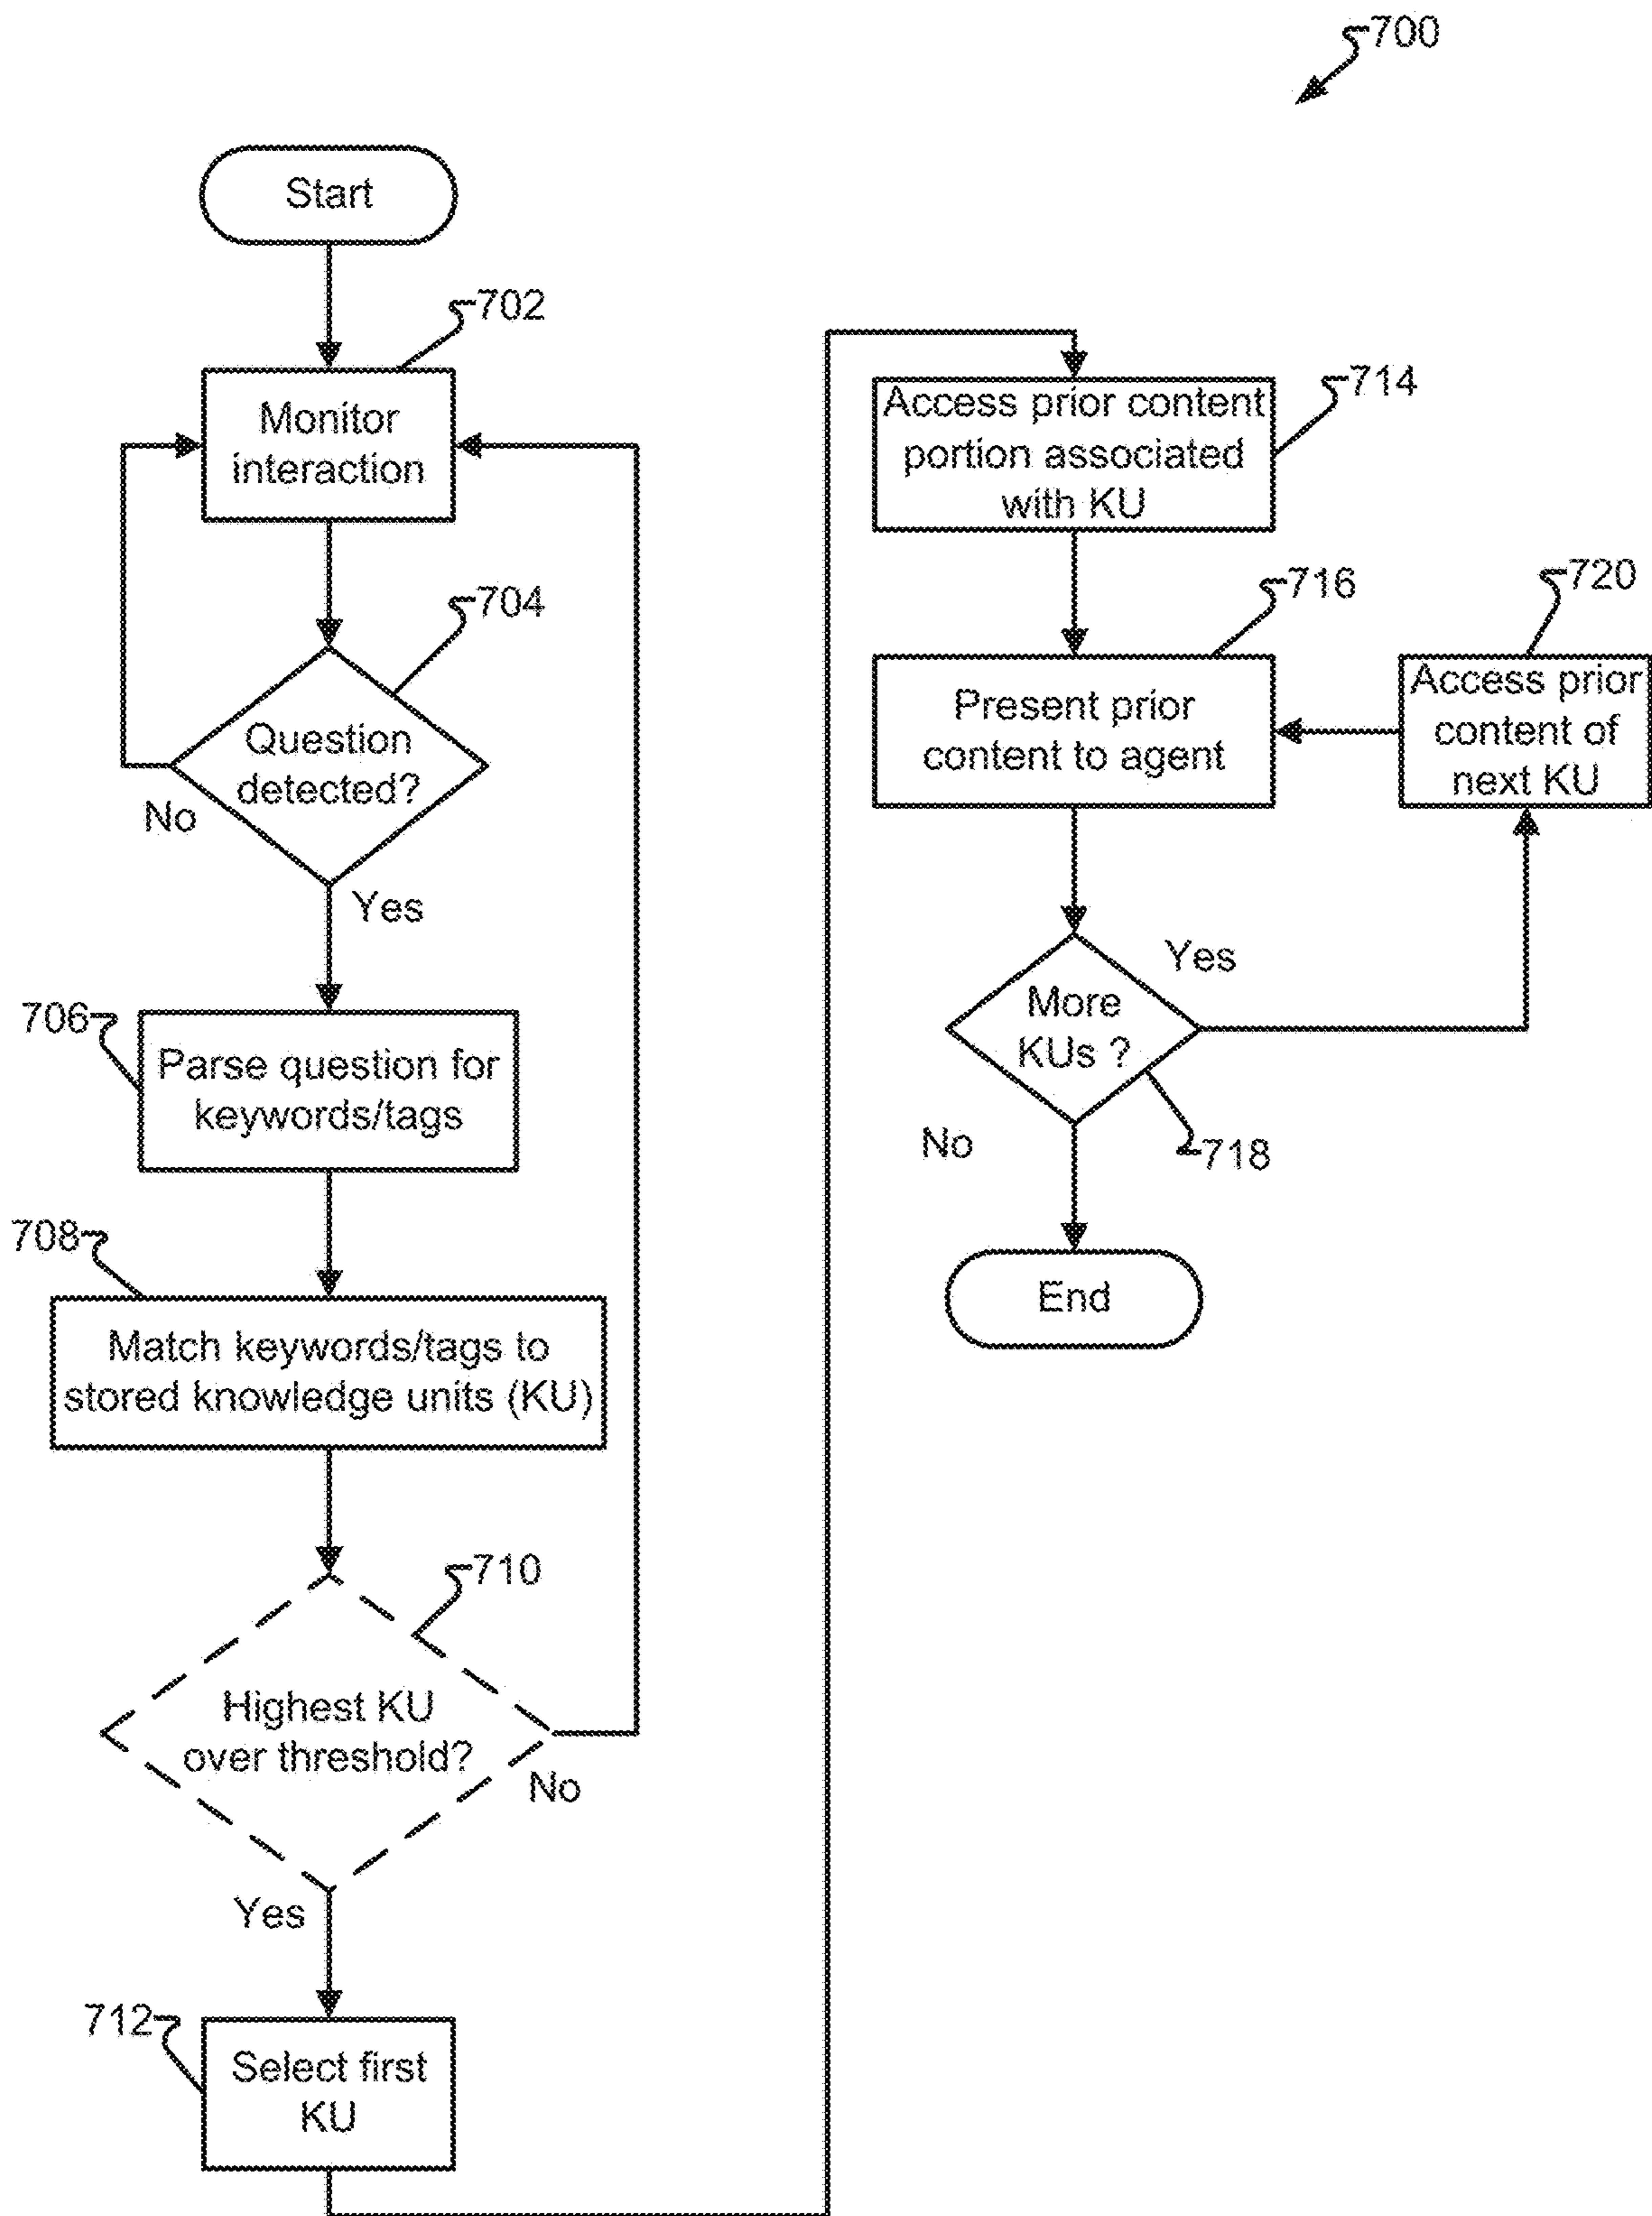 700
Start
702
Monitor
interaction
704
Question
detected?
No
Yes
706
Parse question for
keywords/tags
708
Match keywords/tags to
stored knowledge units (KU)
710
Highest KU
over threshold?
No
Yes
712
Select first
KU
714
Access prior content
portion associated
with KU
716
Present prior
content to agent
720
Access prior
content of
next KU
Yes
More
KUs ?
718
No
End